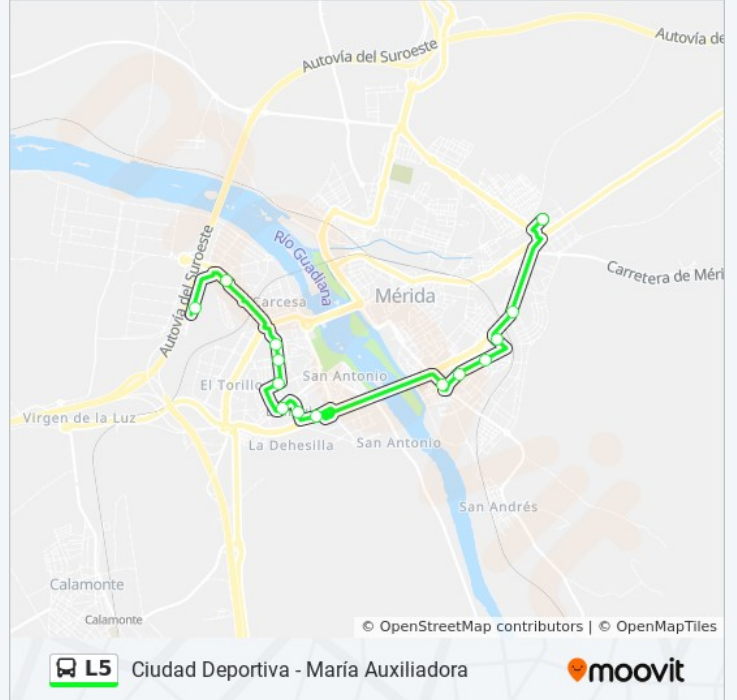 Autovía del Suroeste
Autovía de
Autovía del Suroeste
Río Guadiana
Carretera de Méri
Carcesa
Mérida
El Torillo
San Antonio
Virgen de la Luz
La Dehesilla
San Antonio
San Andrés
Calamonte
Calamonte
© OpenStreetMap contributors | © OpenMapTiles
L5 Ciudad Deportiva - María Auxiliadora moovit